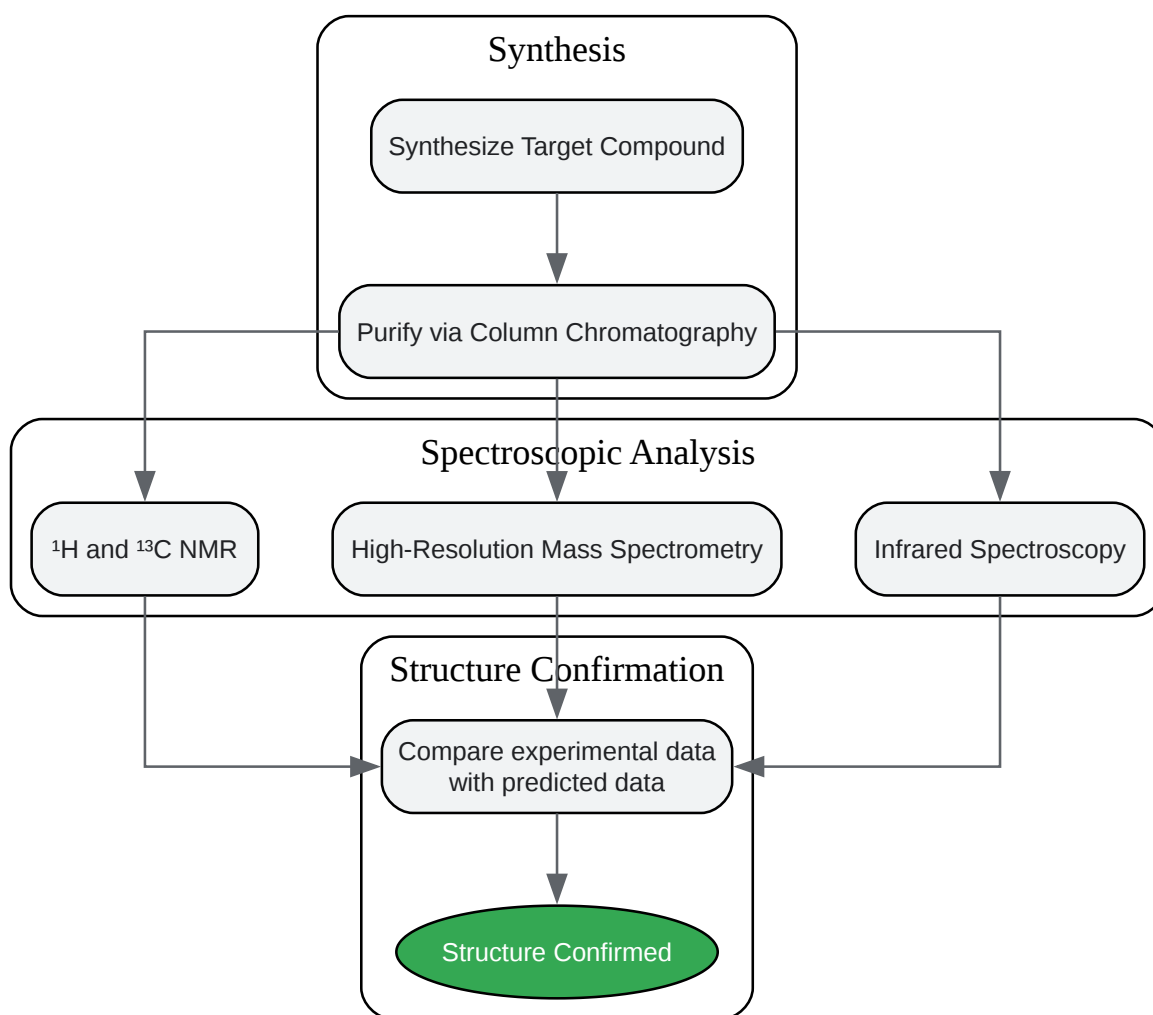 Synthesis
Synthesize Target Compound
Purify via Column Chromatography
Spectroscopic Analysis
¹H and ¹³C NMR
High-Resolution Mass Spectrometry
Infrared Spectroscopy
Structure Confirmation
Compare experimental data
with predicted data
Structure Confirmed